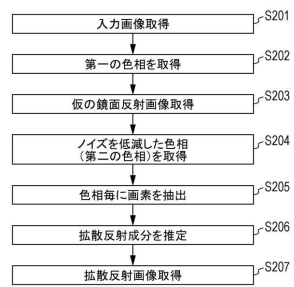 入力画像取得 S201
第一の色相を取得 S202
仮の鏡面反射画像取得 S203
ノイズを低減した色相
(第二の色相)を取得 S204
色相毎に画素を抽出 S205
拡散反射成分を推定 S206
拡散反射画像取得 S207